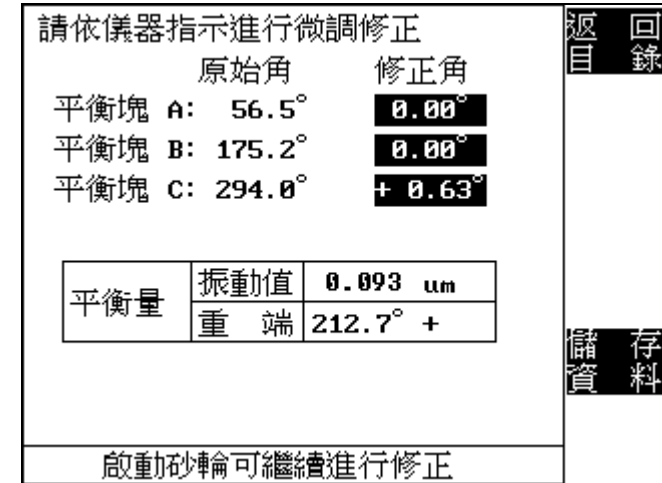 請依儀器指示進行微調修正
原始角 修正角
平衡塊 A: 56.5° 0.00°
平衡塊 B: 175.2° 0.00°
平衡塊 C: 294.0° + 0.63°
平衡量
振動值 0.093 um
重 端 212.7° +
啟動砂輪可繼續進行修正
返 回
目 錄
儲 存
資 料